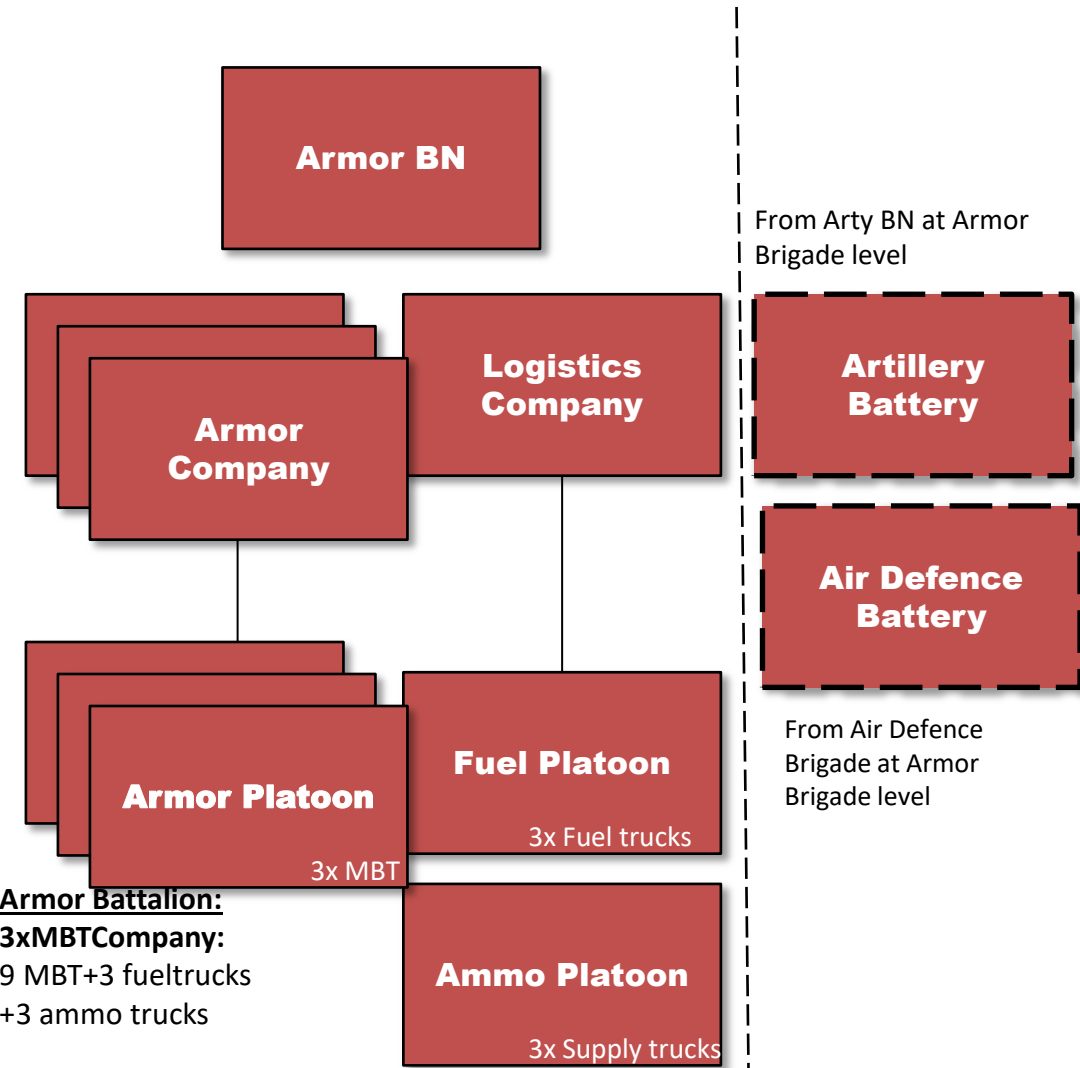 Armor BN
From Arty BN at Armor
Brigade level
Armor
Company
Logistics
Company
Artillery
Battery
Air Defence
Battery
From Air Defence
Brigade at Armor
Brigade level
Armor Platoon
3x MBT
Fuel Platoon
3x Fuel trucks
Ammo Platoon
3x Supply trucks
Armor Battalion:
3xMBTCompany:
9 MBT+3 fueltrucks
+3 ammo trucks